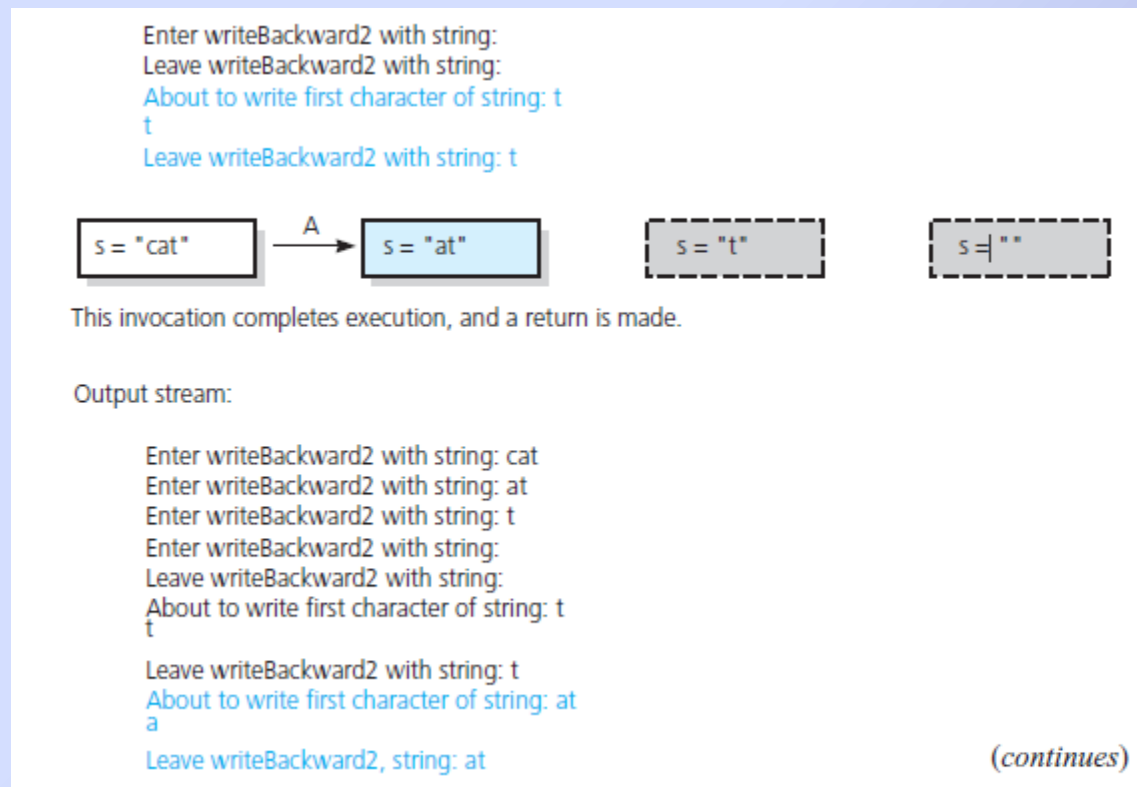 Enter writeBackward2 with string:
Leave writeBackward2 with string:
About to write first character of string: t
t
Leave writeBackward2 with string: t
s = "cat" A s = "at" s = "t" s = ""
This invocation completes execution, and a return is made.
Output stream:
Enter writeBackward2 with string: cat
Enter writeBackward2 with string: at
Enter writeBackward2 with string: t
Enter writeBackward2 with string:
Leave writeBackward2 with string:
About to write first character of string: t
t
Leave writeBackward2 with string: t
About to write first character of string: at
a
Leave writeBackward2, string: at
(continues)